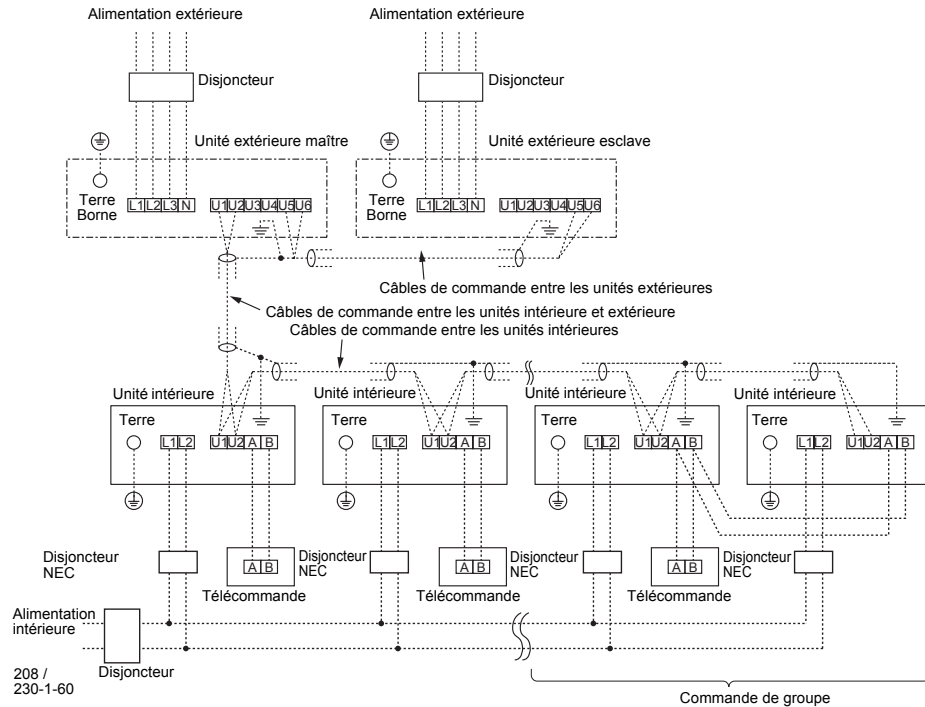 Alimentation extérieure
Alimentation extérieure
Disjoncteur
Disjoncteur
Unité extérieure maître
Unité extérieure esclave
Terre
Borne
L1 L2 L3 N
U1 U2 U3 U4 U5 U6
Terre
Borne
L1 L2 L3 N
U1 U2 U3 U4 U5 U6
Câbles de commande entre les unités extérieures
Câbles de commande entre les unités intérieure et extérieure
Câbles de commande entre les unités intérieures
Unité intérieure
Unité intérieure
Unité intérieure
Unité intérieure
Terre
L1 L2
U1 U2 A B
Terre
L1 L2
U1 U2 A B
Terre
L1 L2
U1 U2 A B
Terre
L1 L2
U1 U2 A B
Disjoncteur
NEC
A B
Télécommande
Disjoncteur
NEC
A B
Télécommande
Disjoncteur
NEC
A B
Télécommande
Disjoncteur
NEC
Alimentation
intérieure
208 /
230-1-60
Disjoncteur
Commande de groupe